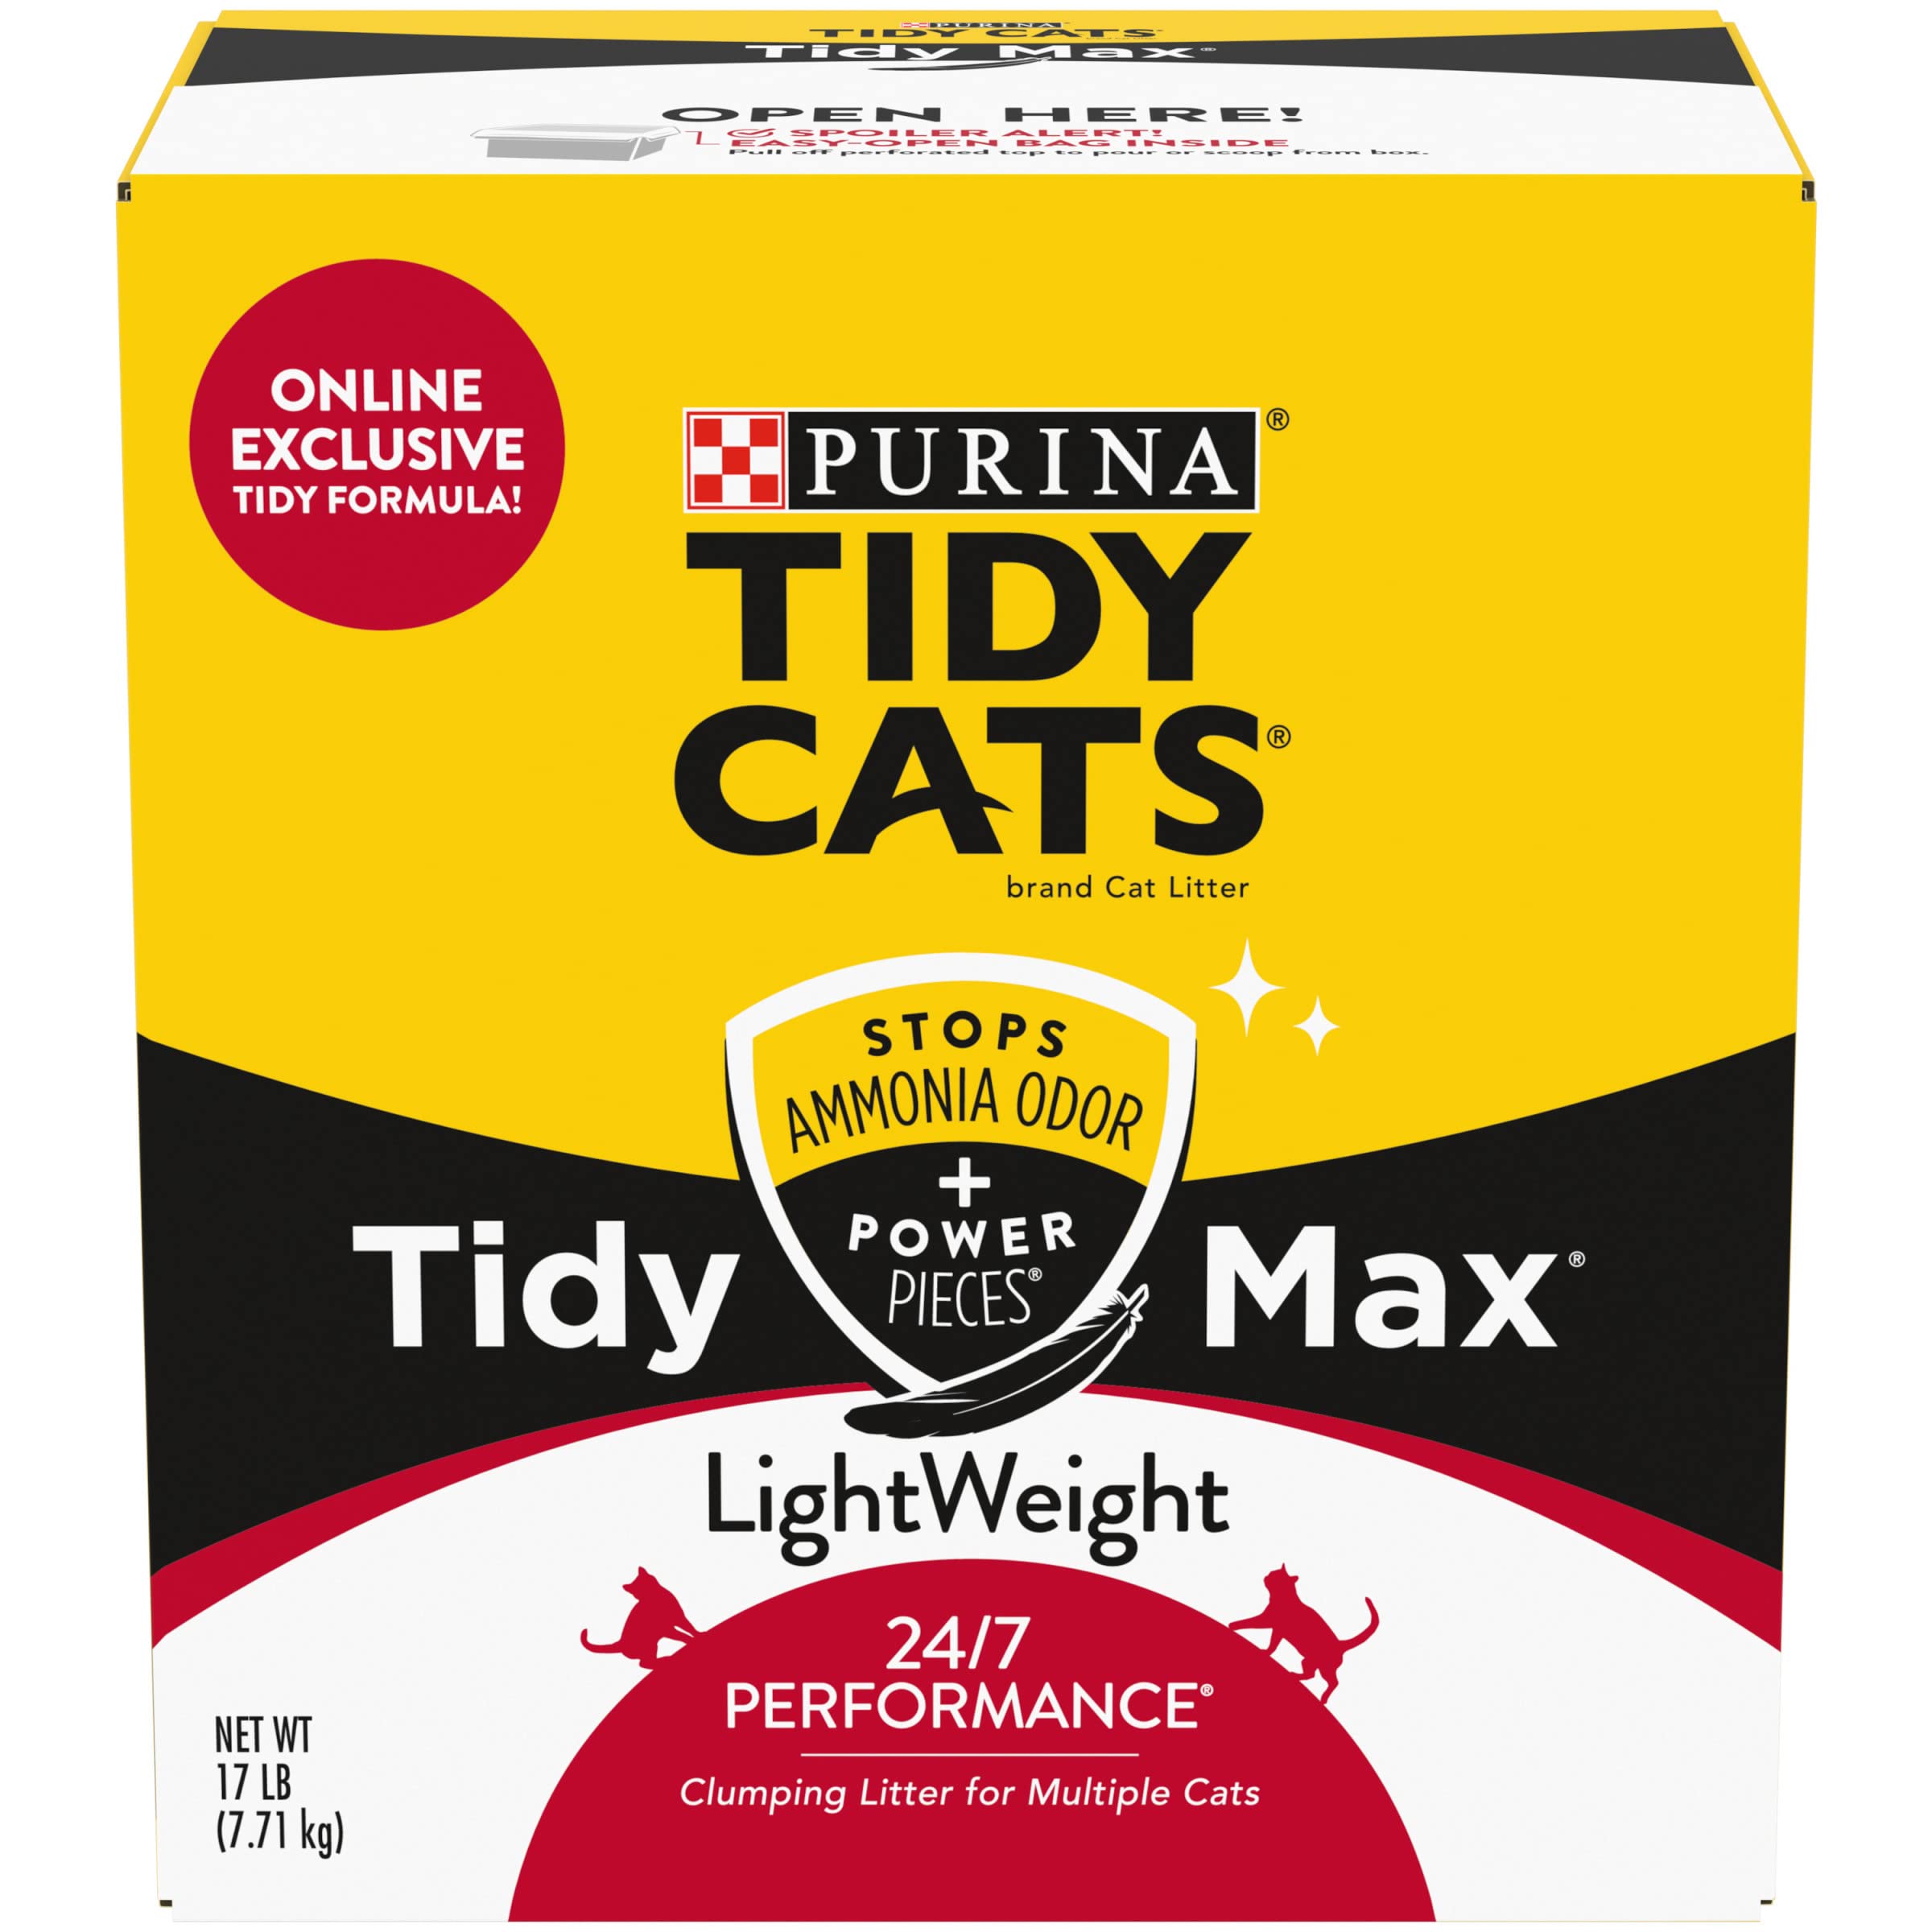 PURINA
TIDY CATS
Tidy Max®
OPEN HERE!
SPOILER ALERT!
EASY-OPEN BAG INSIDE
Pull off perforated top to pour or scoop from box.
ONLINE
EXCLUSIVE
TIDY FORMULA!
PURINA®
TIDY
CATS®
brand Cat Litter
STOPS
AMMONIA ODOR
+
POWER
PIECES®
Tidy Max®
LightWeight
24/7
PERFORMANCE®
Clumping Litter for Multiple Cats
NET WT
17 LB
(7.71 kg)